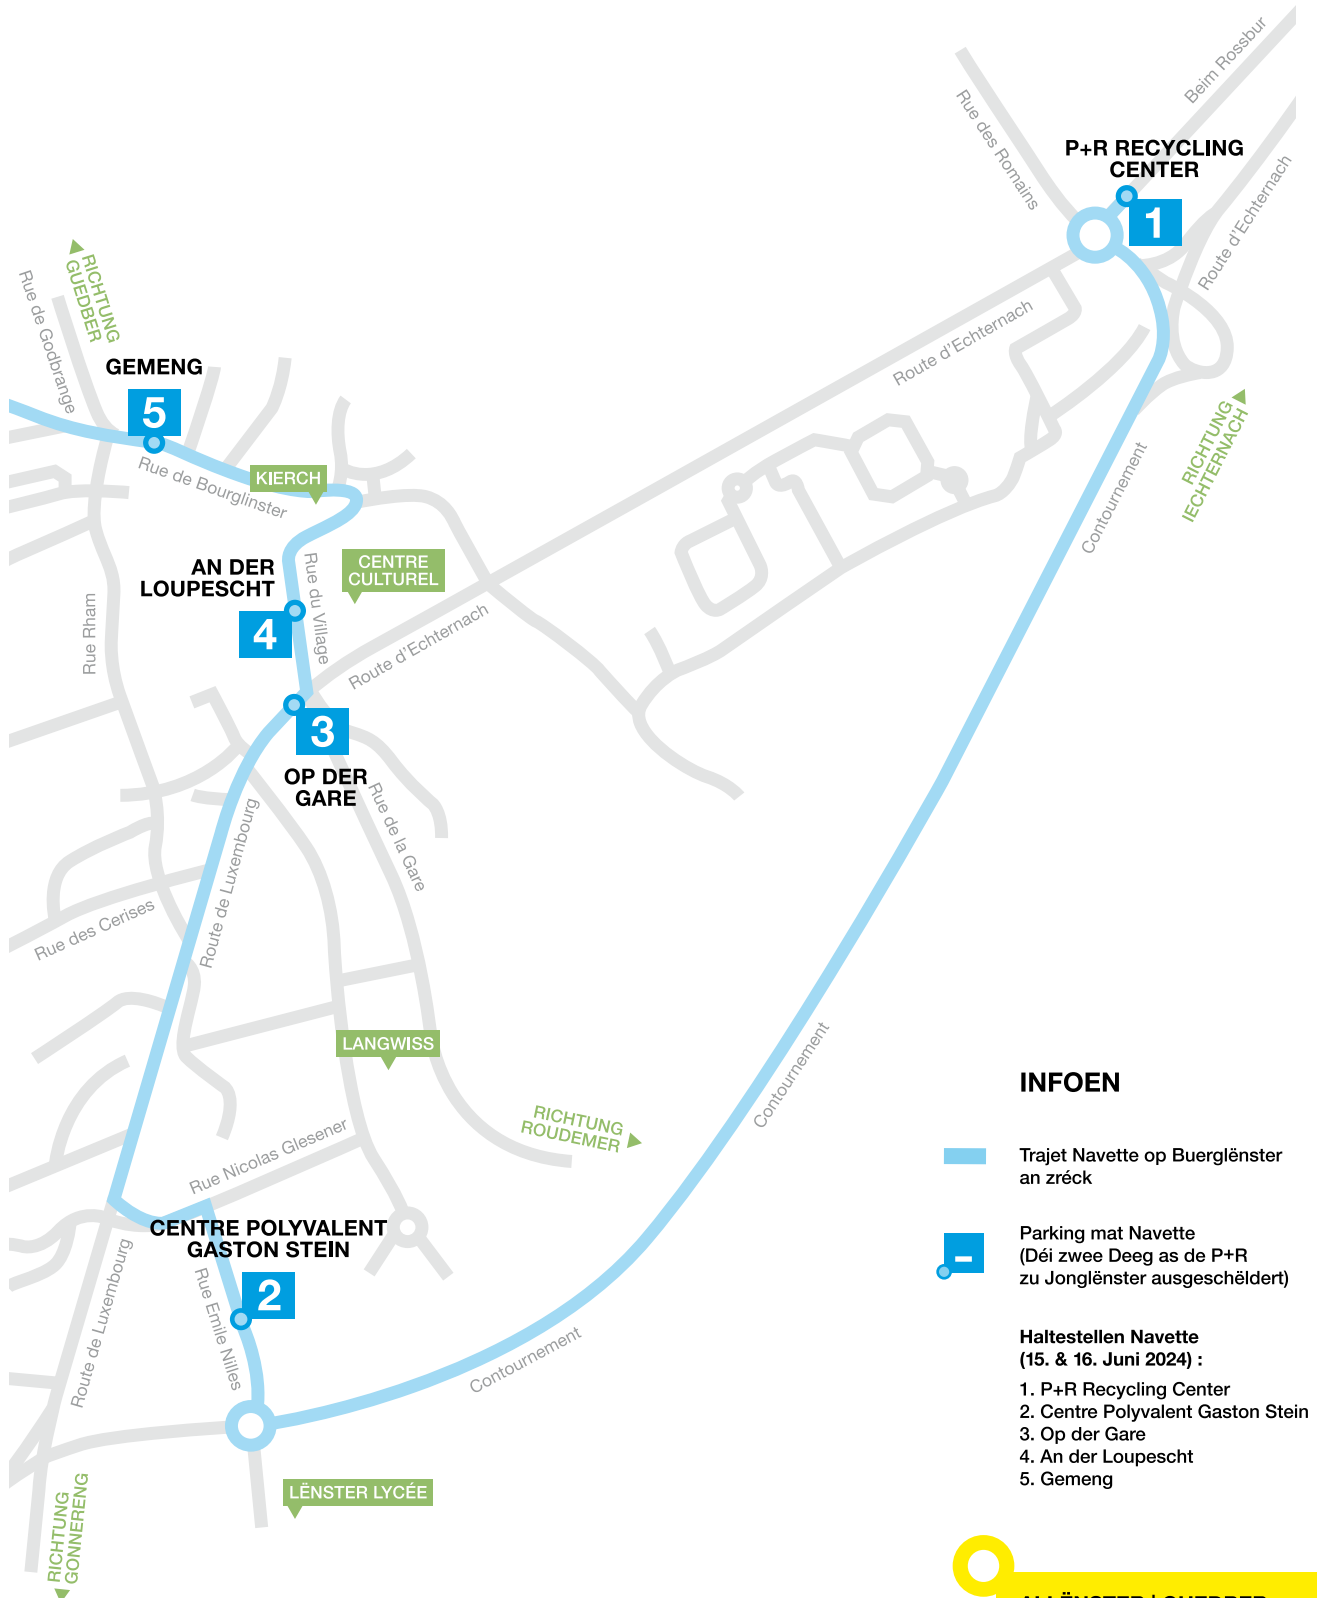 Beim Rossbur
Rue des Romains
P+R RECYCLING
CENTER
1
Route d'Echternach
RICHTUNG
GUEDBER
Rue de Godbrange
GEMENG
5
Route d'Echternach
RICHTUNG
IECHTERNACH
Rue de Bourglinster
KIERCH
Contournement
AN DER
LOUPESCHT
4
Rue du Village
CENTRE
CULTUREL
Rue Rham
Route d'Echternach
3
OP DER
GARE
Rue de la Gare
Route de Luxembourg
Rue des Cerises
LANGWISS
Contournement
RICHTUNG
ROUDEMER
Rue Nicolas Glesener
CENTRE POLYVALENT
GASTON STEIN
2
Rue Emile Nilles
Route de Luxembourg
Contournement
LËNSTER LYCÉE
RICHTUNG
GONNERENG
INFOEN
Trajet Navette op Buerglënster
an zréck
Parking mat Navette
(Déi zwee Deeg as de P+R
zu Jonglënster ausgeschëldert)
Haltestellen Navette
(15. & 16. Juni 2024) :
1. P+R Recycling Center
2. Centre Polyvalent Gaston Stein
3. Op der Gare
4. An der Loupescht
5. Gemeng